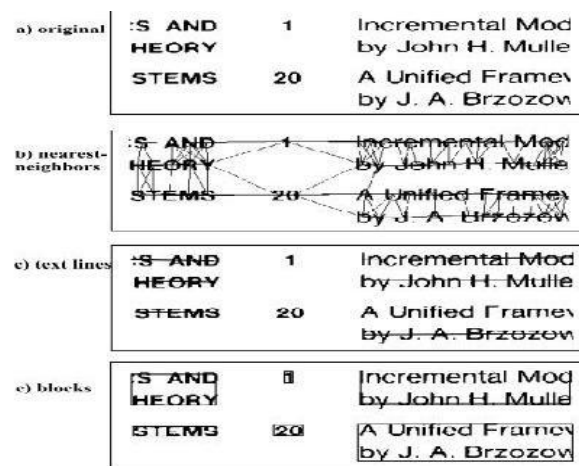 a) original
:S AND 1 Incremental Mod
HEORY by John H. Mulle
STEMS 20 A Unified Framev
by J. A. Brzozow
b) nearest-
neighbors
:S AND 1 Incremental Mod
HEORY by John H. Mulle
STEMS 20 A Unified Framev
by J. A. Brzozow
c) text lines
:S AND 1 Incremental Mod
HEORY by John H. Mulle
STEMS 20 A Unified Framev
by J. A. Brzozow
c) blocks
:S AND 1 Incremental Mod
HEORY by John H. Mulle
STEMS 20 A Unified Framev
by J. A. Brzozow